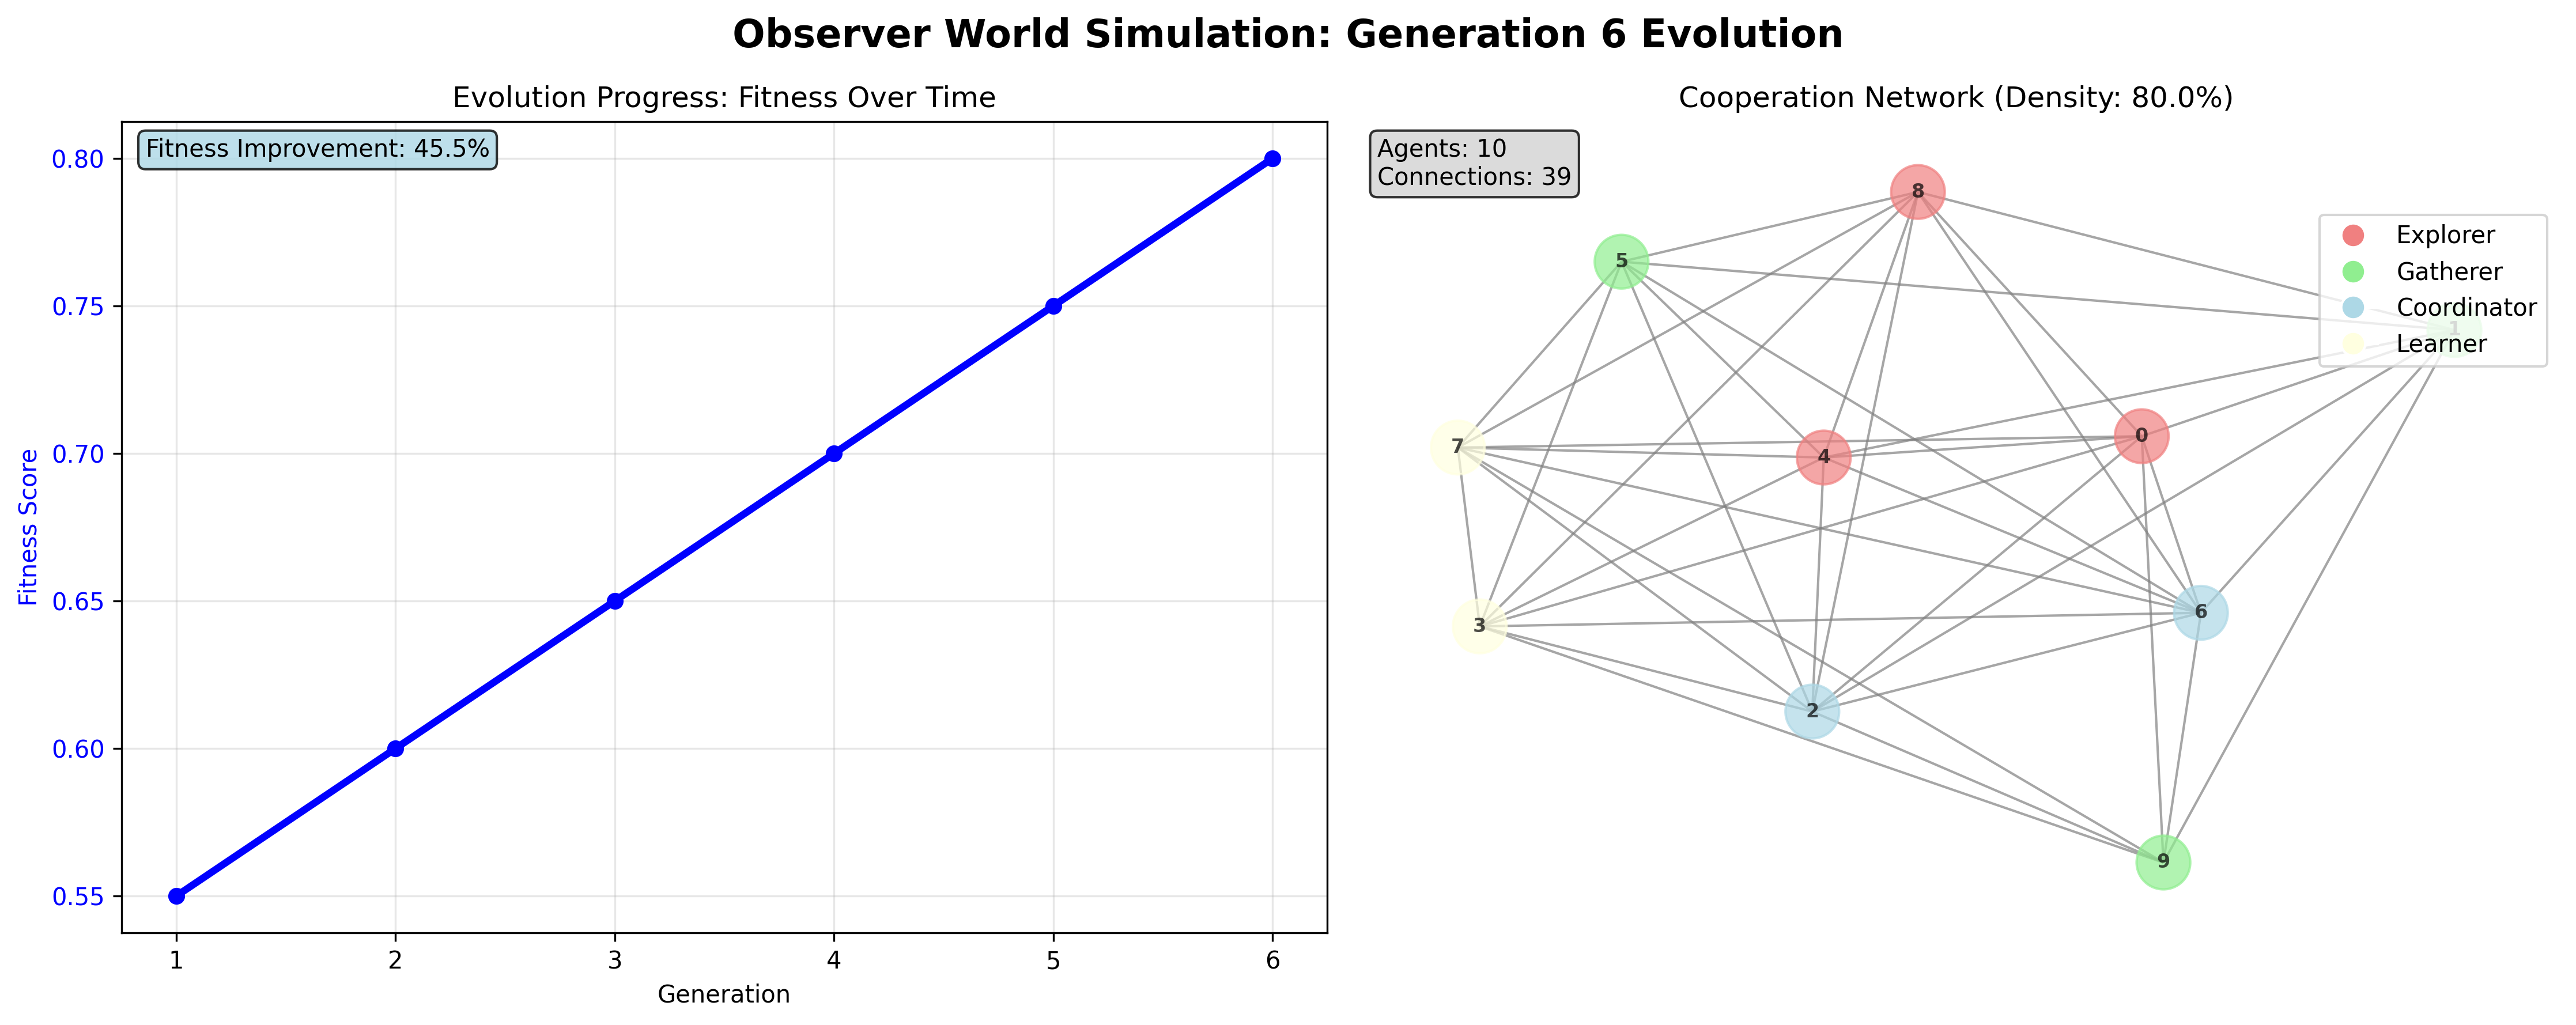 Observer World Simulation: Generation 6 Evolution
Evolution Progress: Fitness Over Time
Fitness Improvement: 45.5%
0.80
0.75
0.70
0.65
0.60
0.55
Fitness Score
1
2
3
4
5
6
Generation
Cooperation Network (Density: 80.0%)
Agents: 10
Connections: 39
Explorer
Gatherer
Coordinator
Learner
8
5
1
7
4
0
3
6
2
9